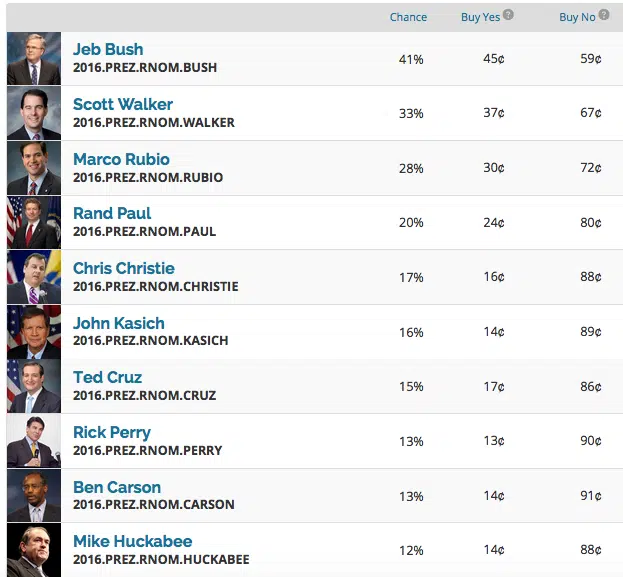 Chance Buy Yes ? Buy No ?
Jeb Bush
2016.PREZ.RNOM.BUSH
41% 45¢ 59¢
Scott Walker
2016.PREZ.RNOM.WALKER
33% 37¢ 67¢
Marco Rubio
2016.PREZ.RNOM.RUBIO
28% 30¢ 72¢
Rand Paul
2016.PREZ.RNOM.PAUL
20% 24¢ 80¢
Chris Christie
2016.PREZ.RNOM.CHRISTIE
17% 16¢ 88¢
John Kasich
2016.PREZ.RNOM.KASICH
16% 14¢ 89¢
Ted Cruz
2016.PREZ.RNOM.CRUZ
15% 17¢ 86¢
Rick Perry
2016.PREZ.RNOM.PERRY
13% 13¢ 90¢
Ben Carson
2016.PREZ.RNOM.CARSON
13% 14¢ 91¢
Mike Huckabee
2016.PREZ.RNOM.HUCKABEE
12% 14¢ 88¢